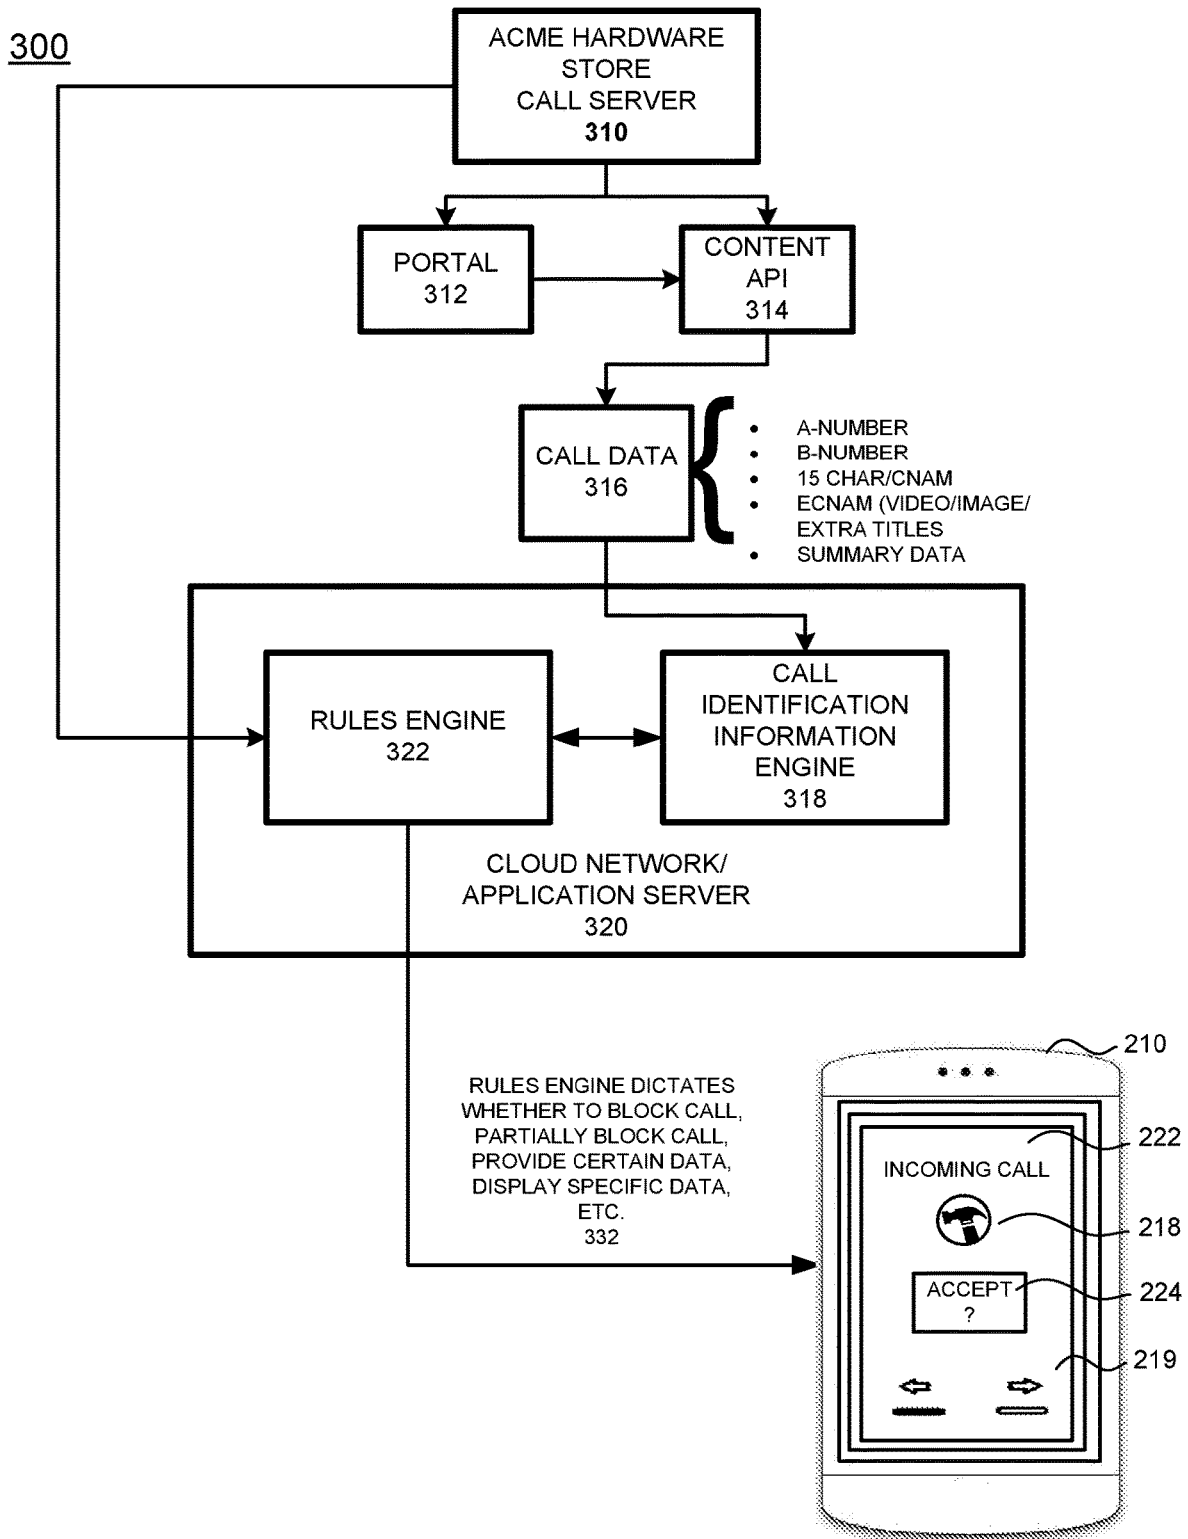 300
ACME HARDWARE
STORE
CALL SERVER
310
PORTAL
312
CONTENT
API
314
CALL DATA
316
• A-NUMBER
• B-NUMBER
• 15 CHAR/CNAM
• ECNAM (VIDEO/IMAGE/
EXTRA TITLES
• SUMMARY DATA
RULES ENGINE
322
CALL
IDENTIFICATION
INFORMATION
ENGINE
318
CLOUD NETWORK/
APPLICATION SERVER
320
RULES ENGINE DICTATES
WHETHER TO BLOCK CALL,
PARTIALLY BLOCK CALL,
PROVIDE CERTAIN DATA,
DISPLAY SPECIFIC DATA,
ETC.
332
210
222
INCOMING CALL
218
ACCEPT
?
224
219